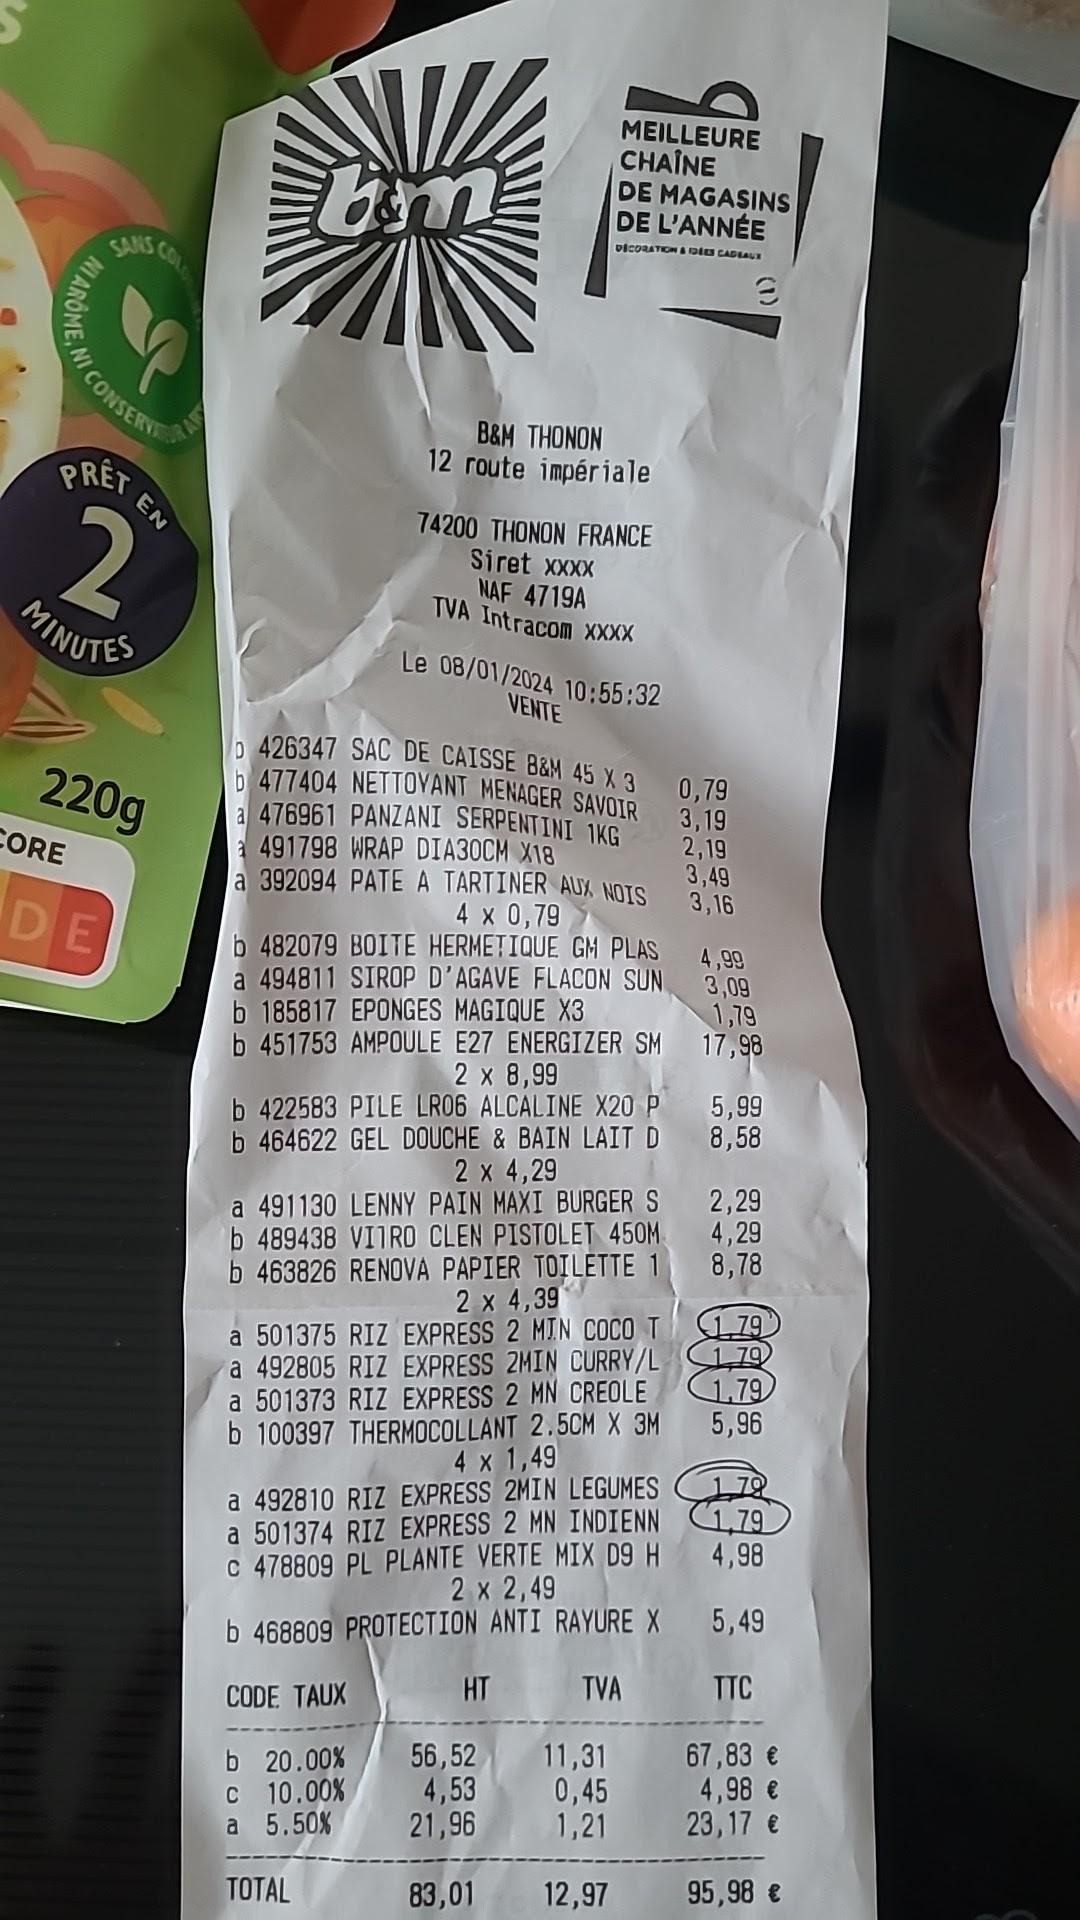 b&m
MEILLEURE
CHAÎNE
DE MAGASINS
DE L'ANNÉE
DÉCORATION & IDÉES CADEAUX
B&M THONON
12 route impériale
74200 THONON FRANCE
Siret xxxx
NAF 4719A
TVA Intracom xxxx
Le 08/01/2024 10:55:32
VENTE
b 426347 SAC DE CAISSE B&M 45 X 3 0,79
b 477404 NETTOYANT MENAGER SAVOIR 3,19
a 476961 PANZANI SERPENTINI 1KG 2,19
a 491798 WRAP DIA30CM X18 3,49
a 392094 PATE A TARTINER AUX NOIS 3,16
4 x 0,79
b 482079 BOITE HERMETIQUE GM PLAS 4,99
a 494811 SIROP D'AGAVE FLACON SUN 3,09
b 185817 EPONGES MAGIQUE X3 1,79
b 451753 AMPOULE E27 ENERGIZER SM 17,98
2 x 8,99
b 422583 PILE LR06 ALCALINE X20 P 5,99
b 464622 GEL DOUCHE & BAIN LAIT D 8,58
2 x 4,29
a 491130 LENNY PAIN MAXI BURGER S 2,29
b 489438 VITRO CLEN PISTOLET 450M 4,29
b 463826 RENOVA PAPIER TOILETTE 1 8,78
2 x 4,39
a 501375 RIZ EXPRESS 2 MIN COCO T 1,79
a 492805 RIZ EXPRESS 2MIN CURRY/L 1,79
a 501373 RIZ EXPRESS 2 MN CREOLE 1,79
b 100397 THERMOCOLLANT 2.5CM X 3M 5,96
4 x 1,49
a 492810 RIZ EXPRESS 2MIN LEGUMES 1,79
a 501374 RIZ EXPRESS 2 MN INDIENN 1,79
c 478809 PL PLANTE VERTE MIX D9 H 4,98
2 x 2,49
b 468809 PROTECTION ANTI RAYURE X 5,49
CODE TAUX HT TVA TTC
b 20.00% 56,52 11,31 67,83 €
c 10.00% 4,53 0,45 4,98 €
a 5.50% 21,96 1,21 23,17 €
TOTAL 83,01 12,97 95,98 €
SANS
NI ARÔME, NI CONSERVATEUR
PRÊT EN
2
MINUTES
220g
D E